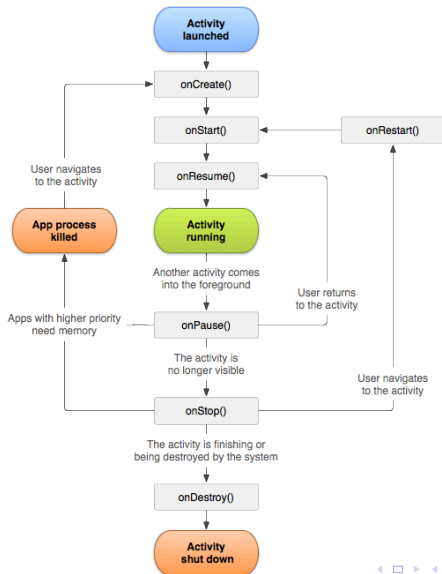 Activity
launched
onCreate()
onStart()
onRestart()
User navigates
to the activity
onResume()
App process
killed
Activity
running
Another activity comes
into the foreground
User returns
to the activity
Apps with higher priority
need memory
onPause()
The activity is
no longer visible
User navigates
to the activity
onStop()
The activity is finishing or
being destroyed by the system
onDestroy()
Activity
shut down